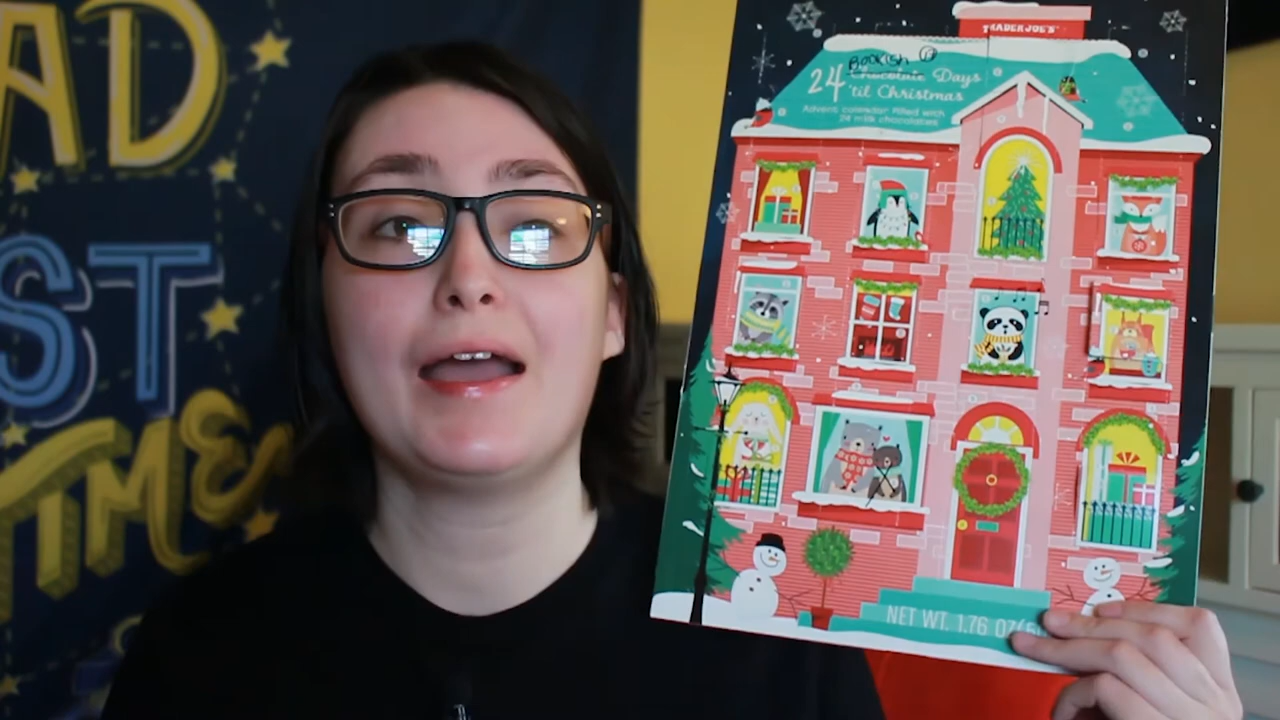 AD
ST
TIME
TRADER JOE'S
Bookish
24 Chocolate Days
'til Christmas
Advent calendar filled with
24 milk chocolates
NET WT. 1.76 OZ